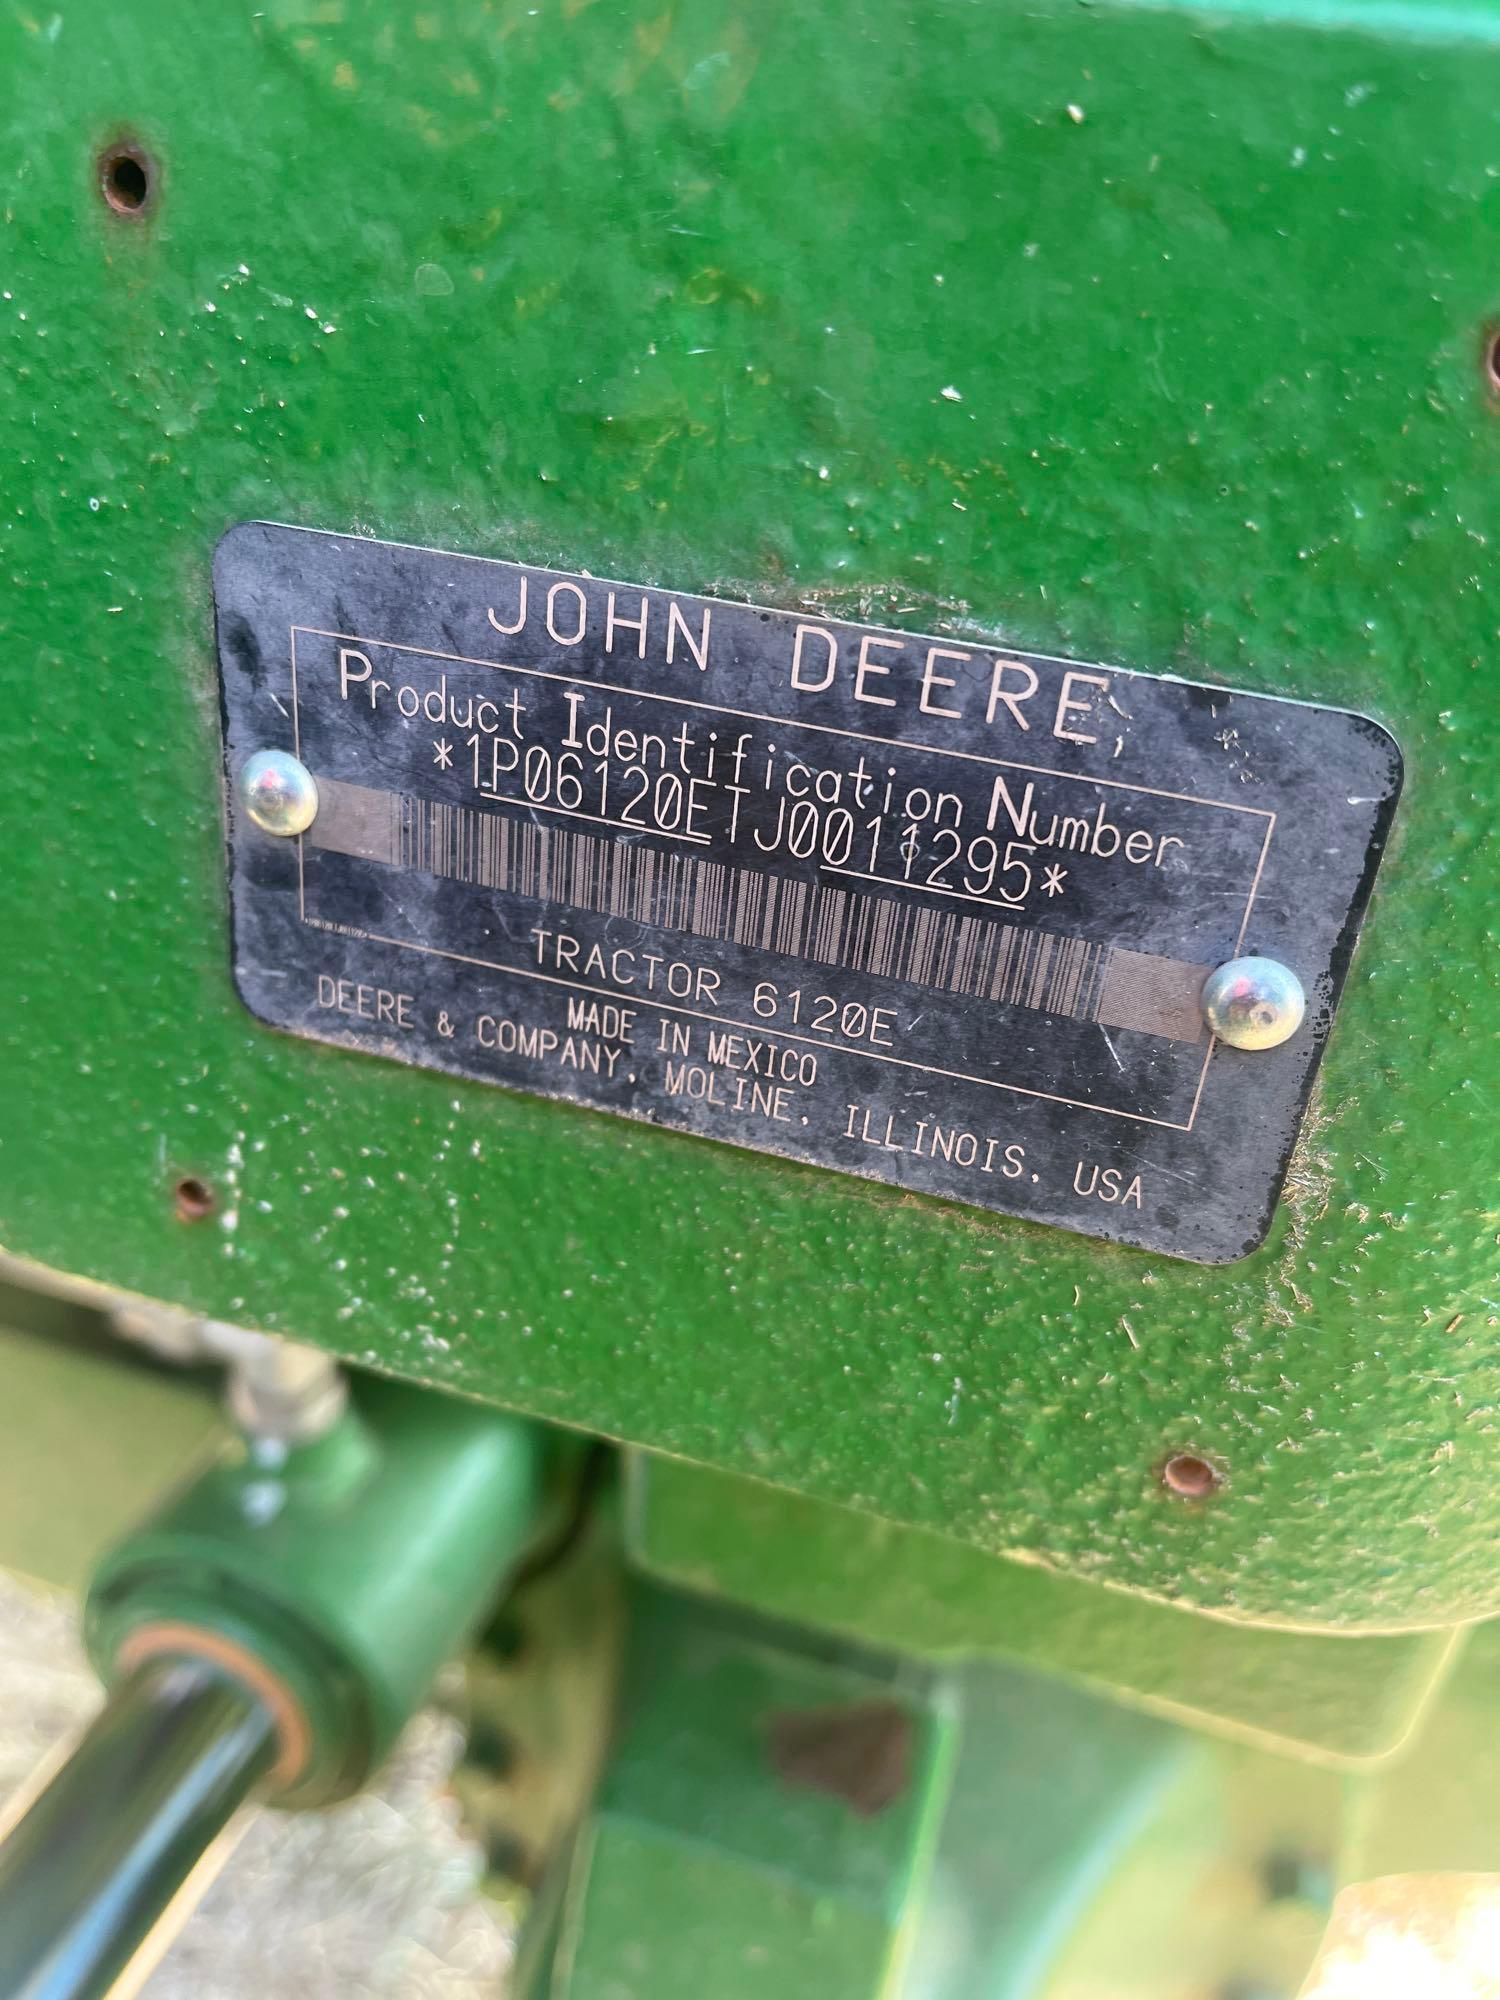 JOHN DEERE
Product Identification Number
*1P06120ETJ0011295*
TRACTOR 6120E
MADE IN MEXICO
DEERE & COMPANY, MOLINE, ILLINOIS, USA